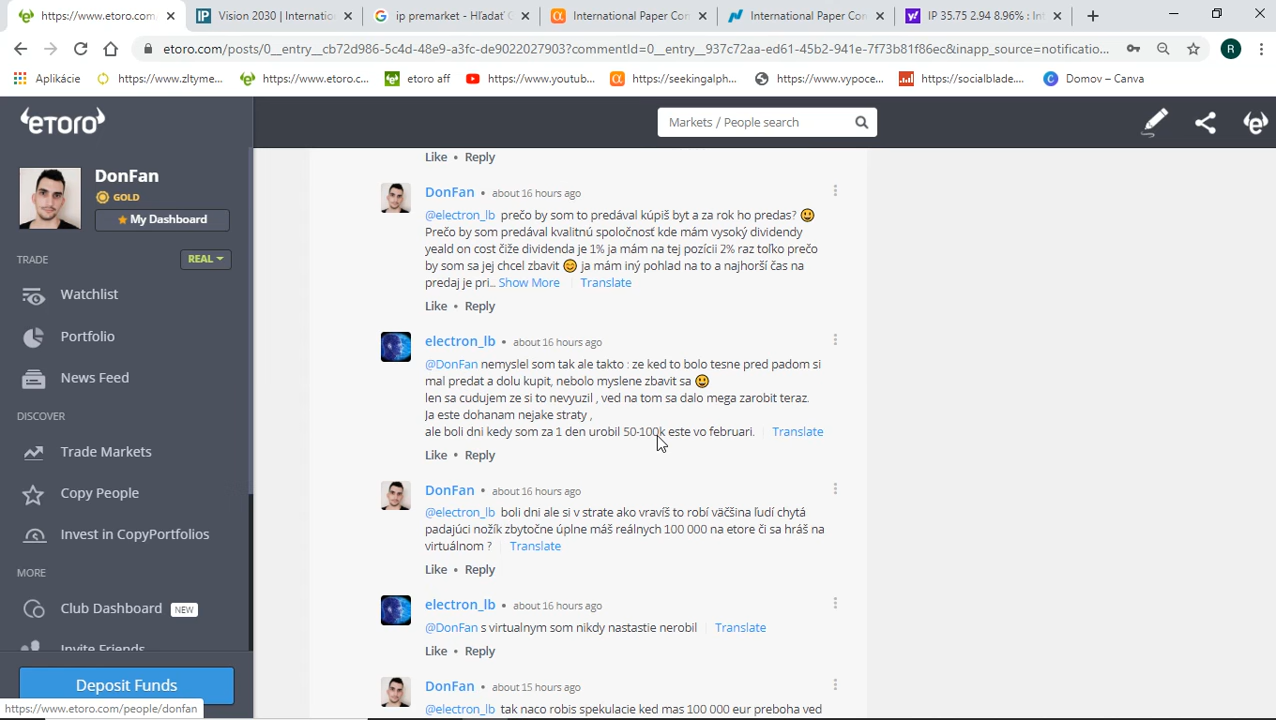 https://www.etoro.com
Vision 2030 | Internatio
ip premarket - Hľadať
International Paper Com
International Paper Con
IP 35.75 2.94 8.96% : Int
etoro.com/posts/0__entry__cb72d986-5c4d-48e9-a3fc-de9022027903?commentId=0__entry__937c72aa-ed61-45b2-941e-7f73b81f86ec&inapp_source=notificatio...
R
Aplikácie
https://www.zltyme...
https://www.etoro.c...
etoro aff
https://www.youtub...
https://seekingalph...
https://www.vypoce...
https://socialblade....
Domov – Canva
etoro
Markets / People search
DonFan
GOLD
My Dashboard
TRADE
REAL
Watchlist
Portfolio
News Feed
DISCOVER
Trade Markets
Copy People
Invest in CopyPortfolios
MORE
Club Dashboard NEW
Invite Friends
Deposit Funds
https://www.etoro.com/people/donfan
Like • Reply
DonFan • about 16 hours ago
@electron_lb prečo by som to predával kúpiš byt a za rok ho predas?
Prečo by som predával kvalitnú spoločnosť kde mám vysoký dividendy
yeald on cost čiže dividenda je 1% ja mám na tej pozícii 2% raz toľko prečo
by som sa jej chcel zbavit ja mám iný pohľad na to a najhorší čas na
predaj je pri... Show More Translate
Like • Reply
electron_lb • about 16 hours ago
@DonFan nemyslel som tak ale takto : ze ked to bolo tesne pred padom si
mal predat a dolu kupit, nebolo myslene zbavit sa
len sa cudujem ze si to nevyuzil , ved na tom sa dalo mega zarobit teraz.
Ja este dohanam nejake straty ,
ale boli dni kedy som za 1 den urobil 50-100k este vo februari. Translate
Like • Reply
DonFan • about 16 hours ago
@electron_lb boli dni ale si v strate ako vravíš to robí väčšina ľudí chytá
padajúci nožík zbytočne úplne máš reálnych 100 000 na etore či sa hráš na
virtuálnom ? Translate
Like • Reply
electron_lb • about 16 hours ago
@DonFan s virtualnym som nikdy nastastie nerobil Translate
Like • Reply
DonFan • about 15 hours ago
@electron_lb tak naco robis spekulacie ked mas 100 000 eur preboha ved